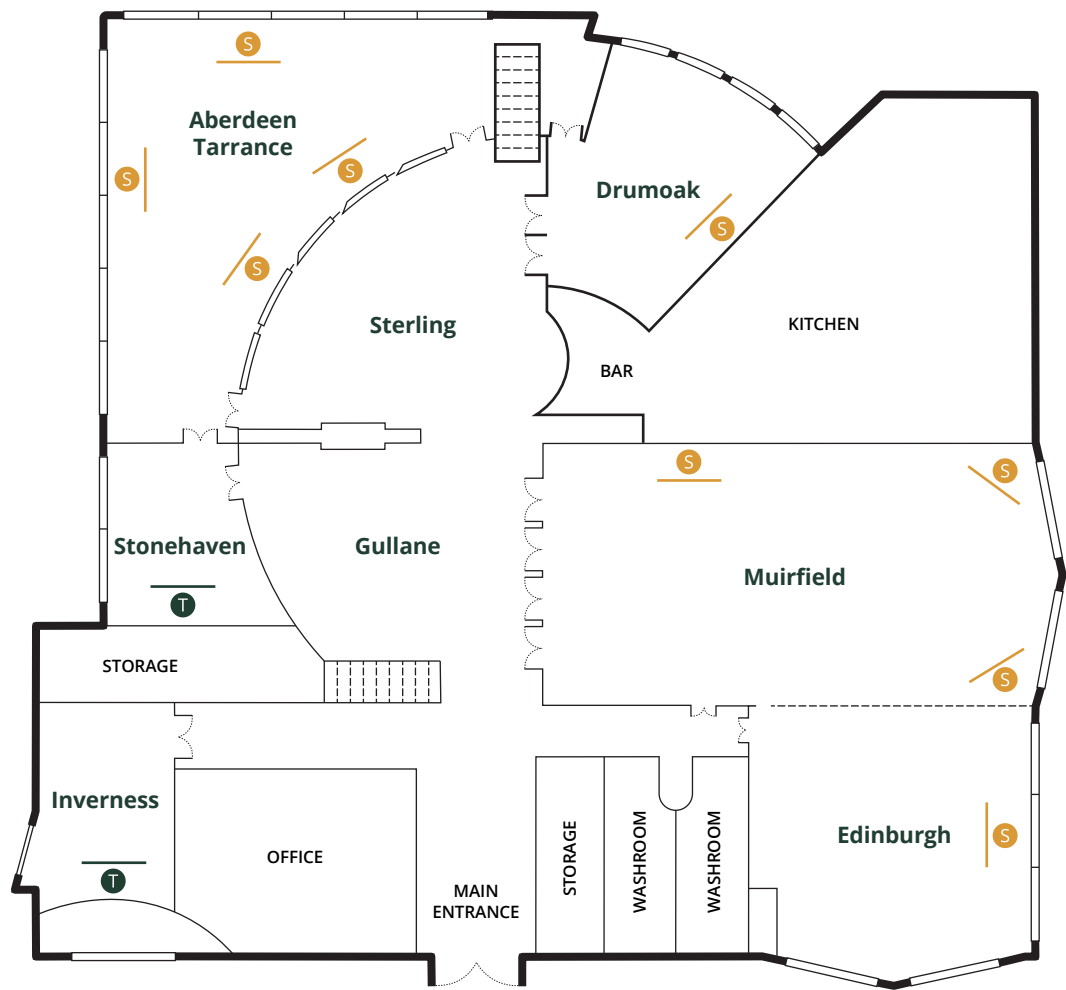 S
Aberdeen
Tarrance
S
S
S
Drumoak
S
Sterling
KITCHEN
BAR
S
S
Stonehaven
Gullane
Muirfield
T
STORAGE
S
Inverness
OFFICE
T
MAIN
ENTRANCE
STORAGE
WASHROOM
WASHROOM
Edinburgh
S